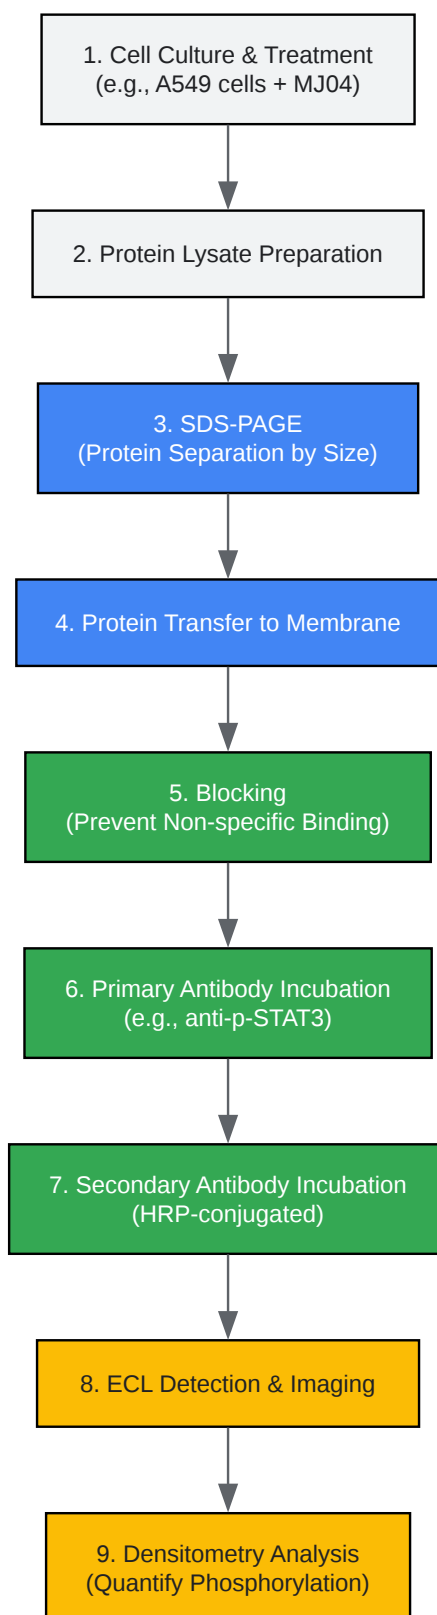 1. Cell Culture & Treatment
(e.g., A549 cells + MJ04)
2. Protein Lysate Preparation
3. SDS-PAGE
(Protein Separation by Size)
4. Protein Transfer to Membrane
5. Blocking
(Prevent Non-specific Binding)
6. Primary Antibody Incubation
(e.g., anti-p-STAT3)
7. Secondary Antibody Incubation
(HRP-conjugated)
8. ECL Detection & Imaging
9. Densitometry Analysis
(Quantify Phosphorylation)